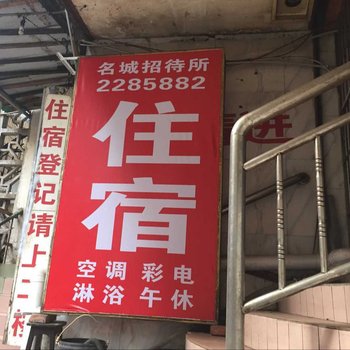 名城招待所
2285882
住宿
空调 彩电
淋浴 午休
住宿登记请上二楼
进